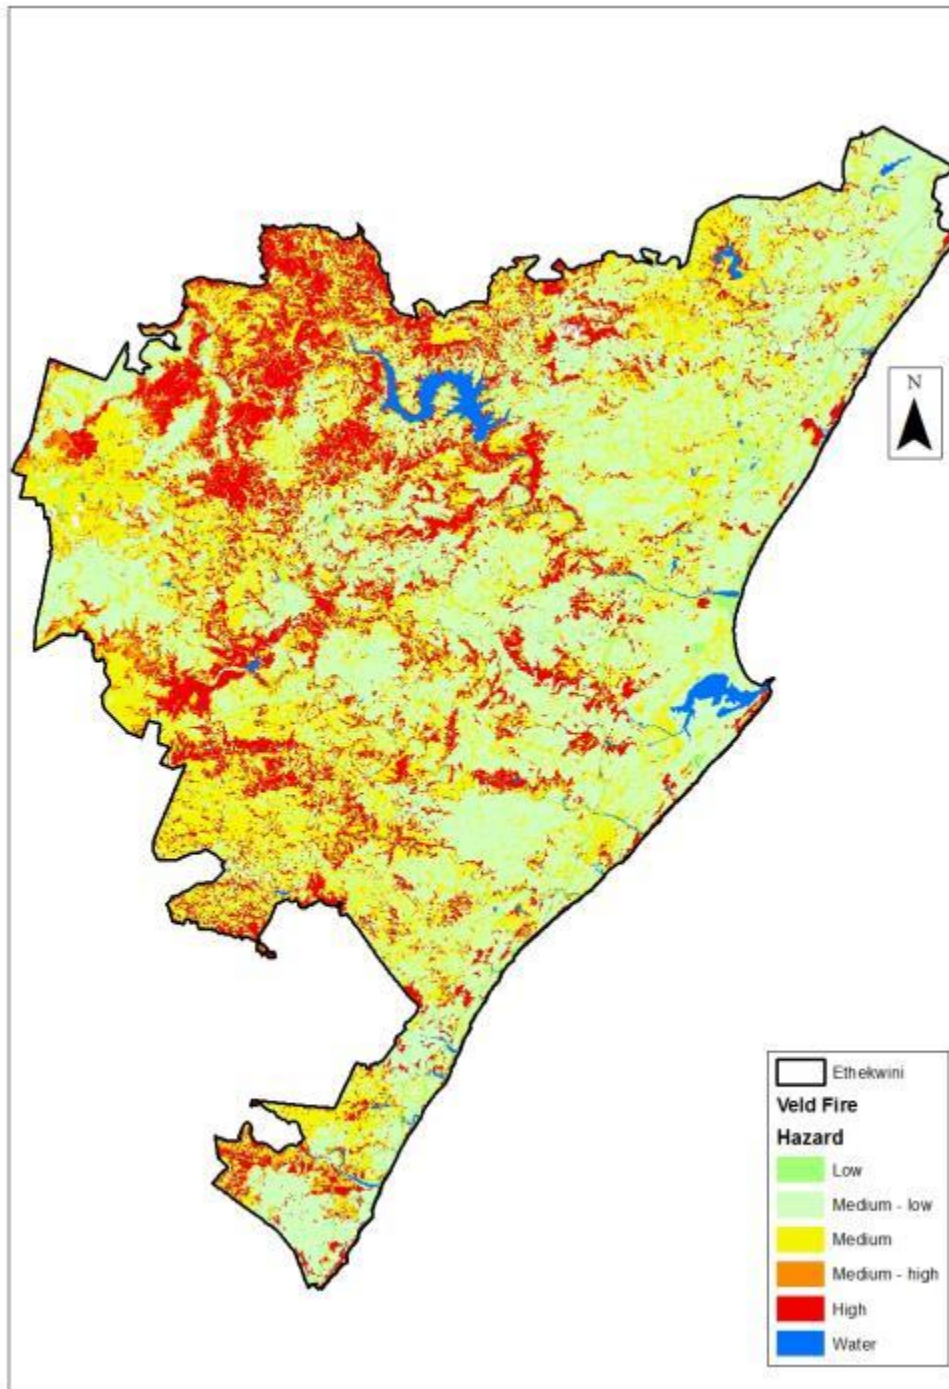 N
Ethekwini
Veld Fire
Hazard
Low
Medium - low
Medium
Medium - high
High
Water